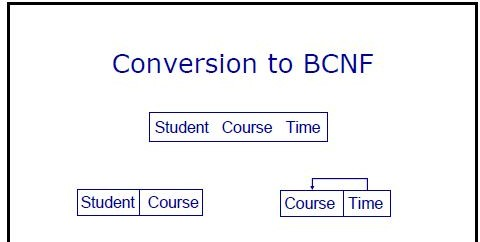 Conversion to BCNF
Student Course Time
Student Course
Course Time